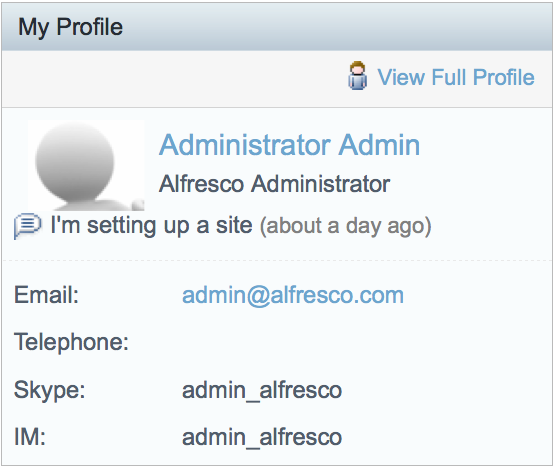 My Profile
View Full Profile
Administrator Admin
Alfresco Administrator
I'm setting up a site (about a day ago)
Email: admin@alfresco.com
Telephone:
Skype: admin_alfresco
IM: admin_alfresco